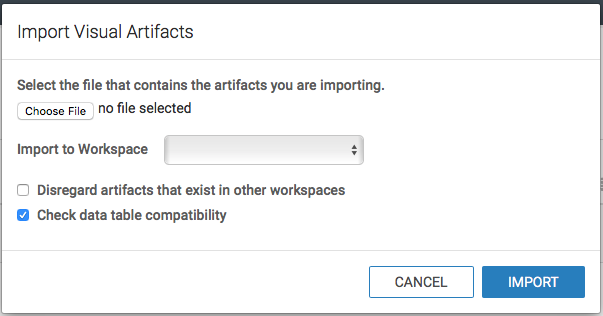 Import Visual Artifacts
Select the file that contains the artifacts you are importing.
Choose File no file selected
Import to Workspace
Disregard artifacts that exist in other workspaces
Check data table compatibility
CANCEL IMPORT